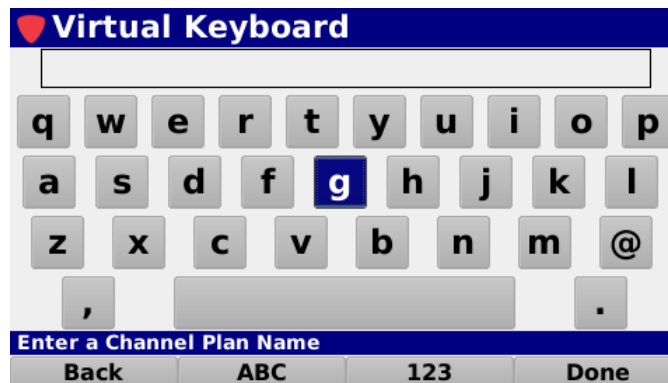 Virtual Keyboard
q w e r t y u i o p
a s d f g h j k l
z x c v b n m @
, .
Enter a Channel Plan Name
Back ABC 123 Done